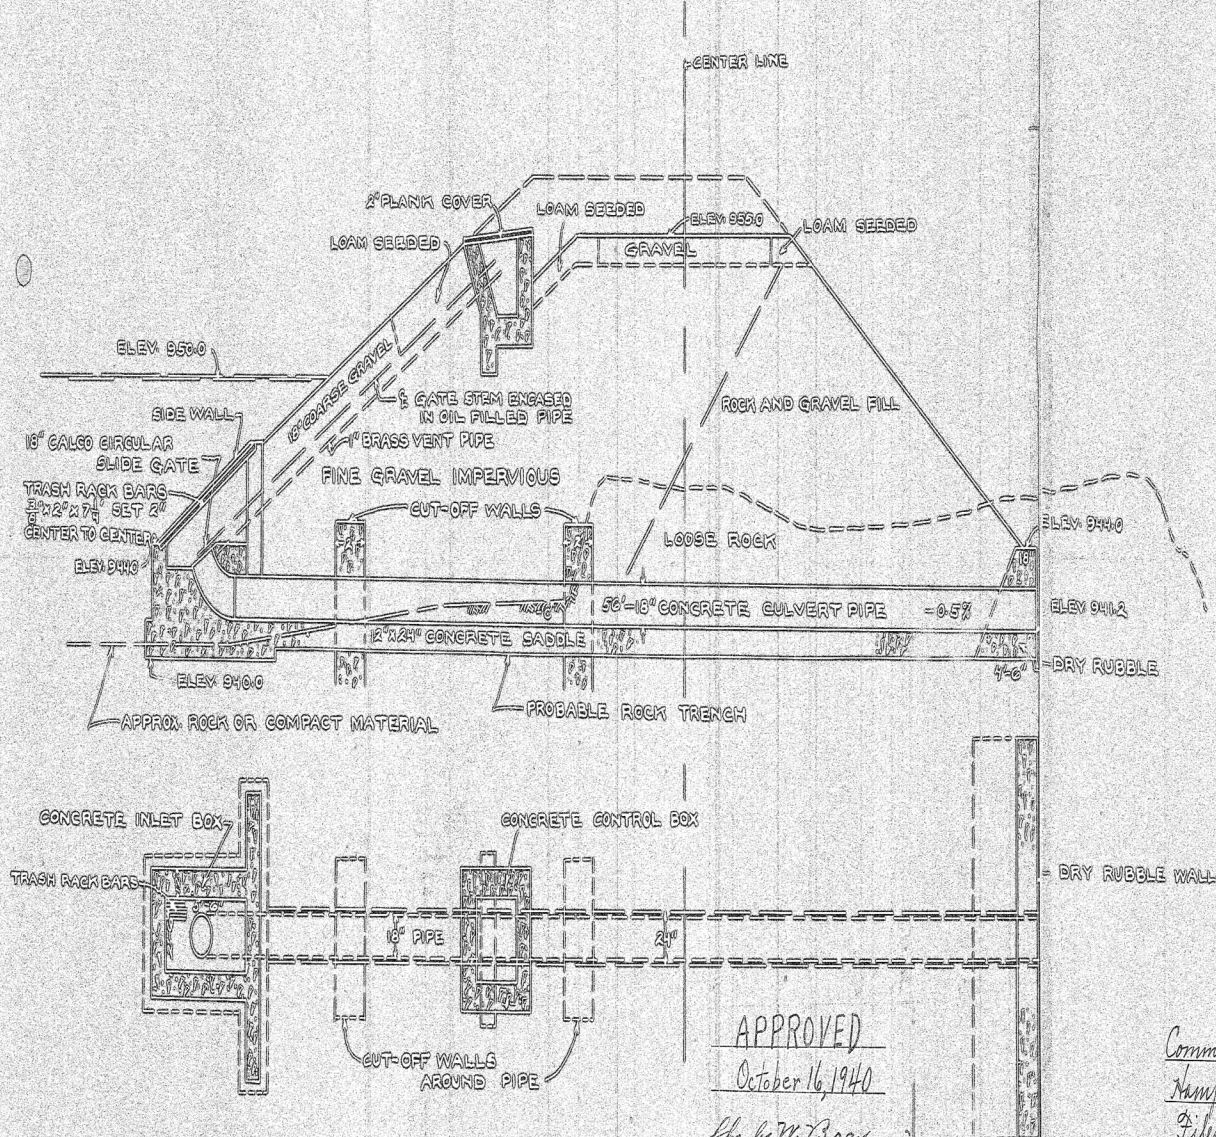 CENTER LINE
2" PLANK COVER
LOAM SEEDED
ELEV. 955.0
LOAM SEEDED
LOAM SEEDED
GRAVEL
ELEV. 950.0
18" COARSE GRAVEL
SIDE WALL
℄ GATE STEM ENCASED
IN OIL FILLED PIPE
ROCK AND GRAVEL FILL
18" CALCO CIRCULAR
SLIDE GATE
1" BRASS VENT PIPE
FINE GRAVEL IMPERVIOUS
TRASH RACK BARS
SET 2"
CENTER TO CENTER
CUT-OFF WALLS
LOOSE ROCK
ELEV. 944.0
ELEV. 944.0
18"
56'-18" CONCRETE CULVERT PIPE -0.5%
ELEV 941.2
CONCRETE SADDLE
ELEV. 940.0
4'-6"
DRY RUBBLE
APPROX. ROCK OR COMPACT MATERIAL
PROBABLE ROCK TRENCH
CONCRETE INLET BOX
CONCRETE CONTROL BOX
TRASH RACK BARS
DRY RUBBLE WALL
18" PIPE
24"
CUT-OFF WALLS
AROUND PIPE
APPROVED
October 16, 1940